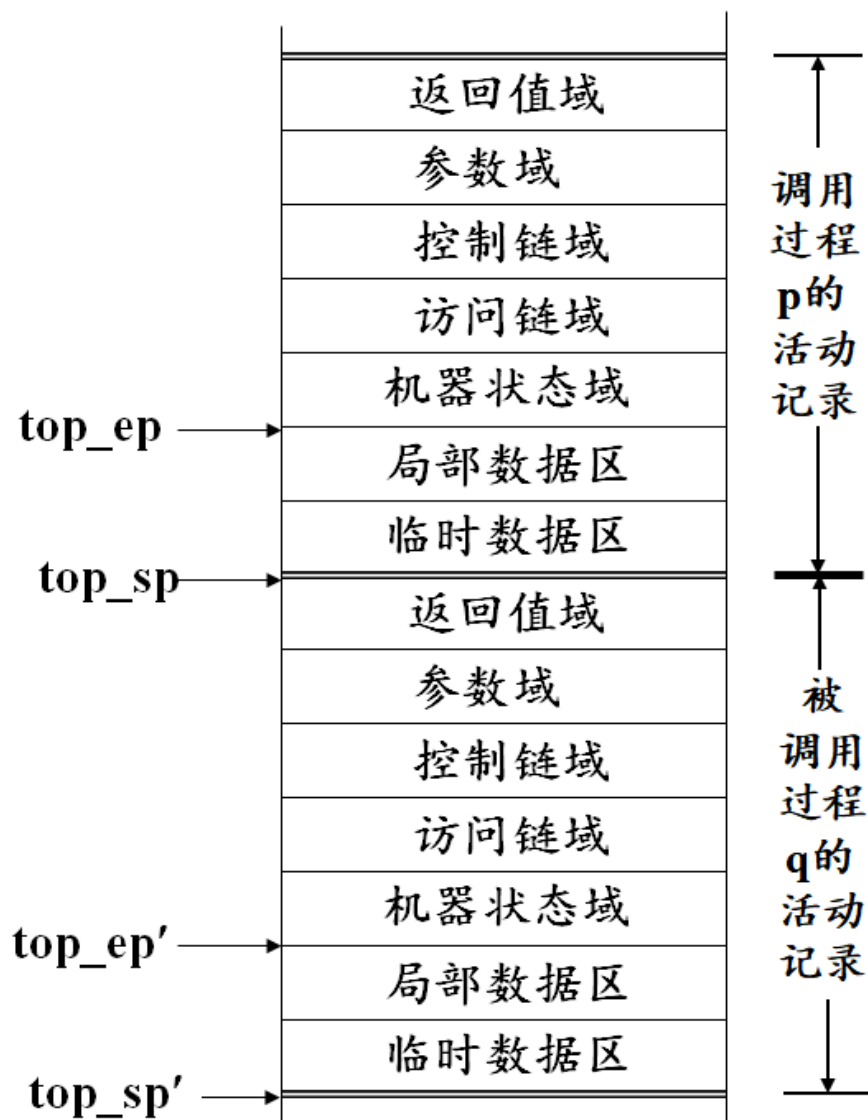 返回值域
参数域
控制链域
访问链域
机器状态域
top_ep
局部数据区
临时数据区
top_sp
调用
过程
p的
活动
记录
返回值域
参数域
控制链域
访问链域
机器状态域
top_ep′
局部数据区
临时数据区
top_sp′
被
调用
过程
q的
活动
记录